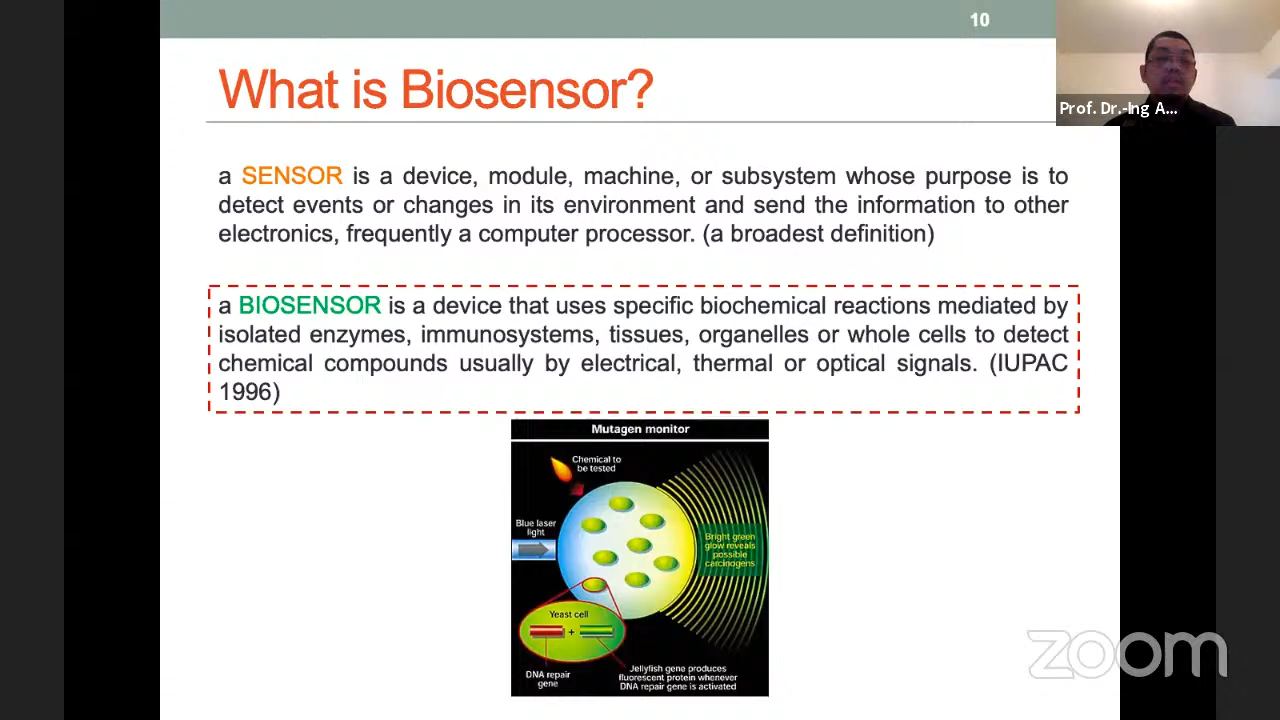 10
What is Biosensor?
Prof. Dr.-Ing A...
a SENSOR is a device, module, machine, or subsystem whose purpose is to
detect events or changes in its environment and send the information to other
electronics, frequently a computer processor. (a broadest definition)
a BIOSENSOR is a device that uses specific biochemical reactions mediated by
isolated enzymes, immunosystems, tissues, organelles or whole cells to detect
chemical compounds usually by electrical, thermal or optical signals. (IUPAC
1996)
Mutagen monitor
Chemical to
be tested
Blue laser
light
Bright green
glow reveals
possible
carcinogens
Yeast cell
+
DNA repair
gene
Jellyfish gene produces
fluorescent protein whenever
DNA repair gene is activated
zoom